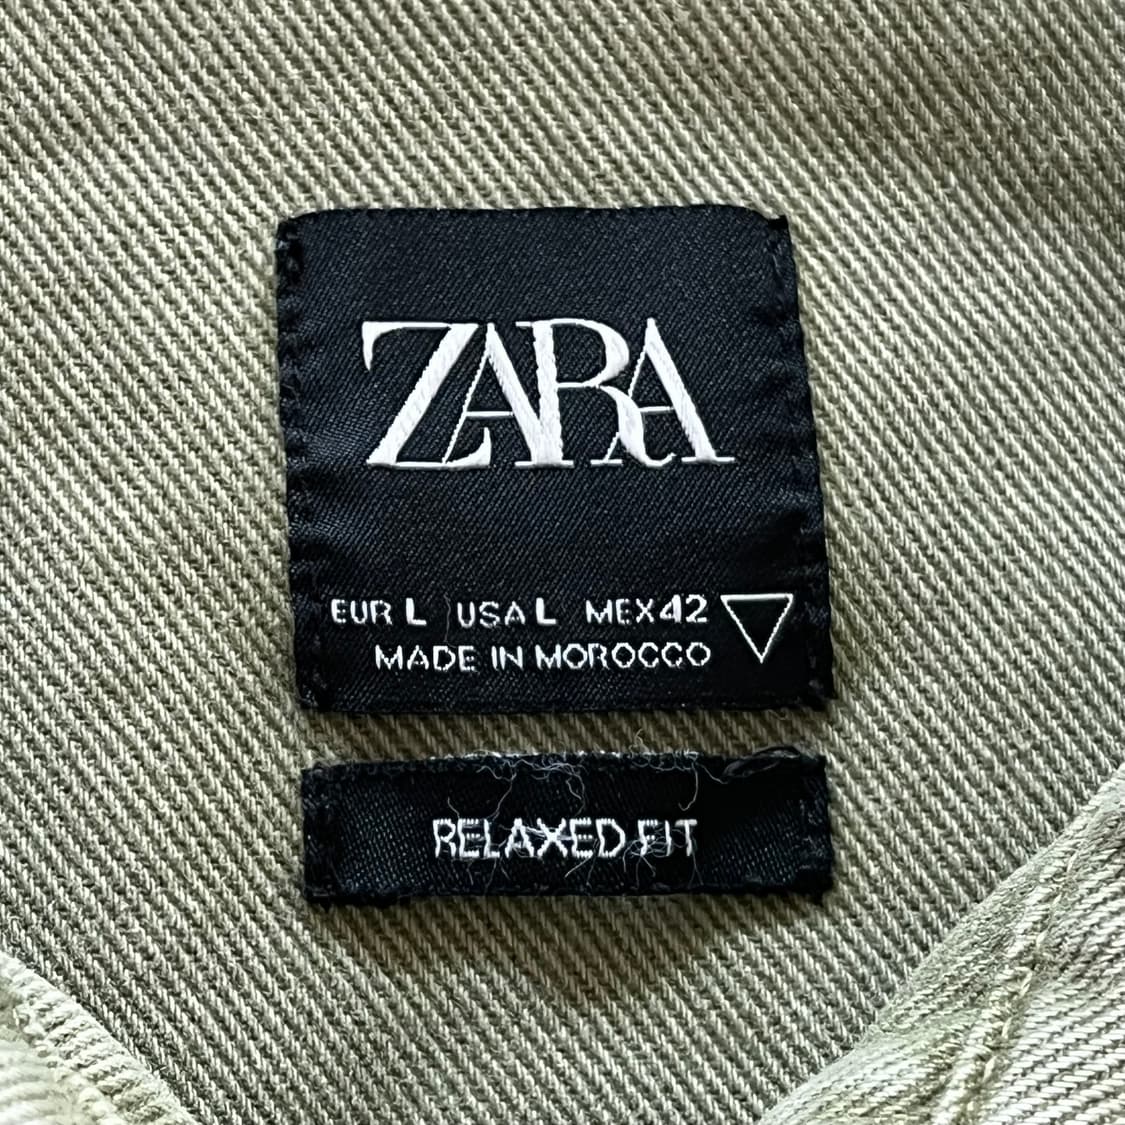 ZARA
EUR L USA L MEX 42
MADE IN MOROCCO
RELAXED FIT